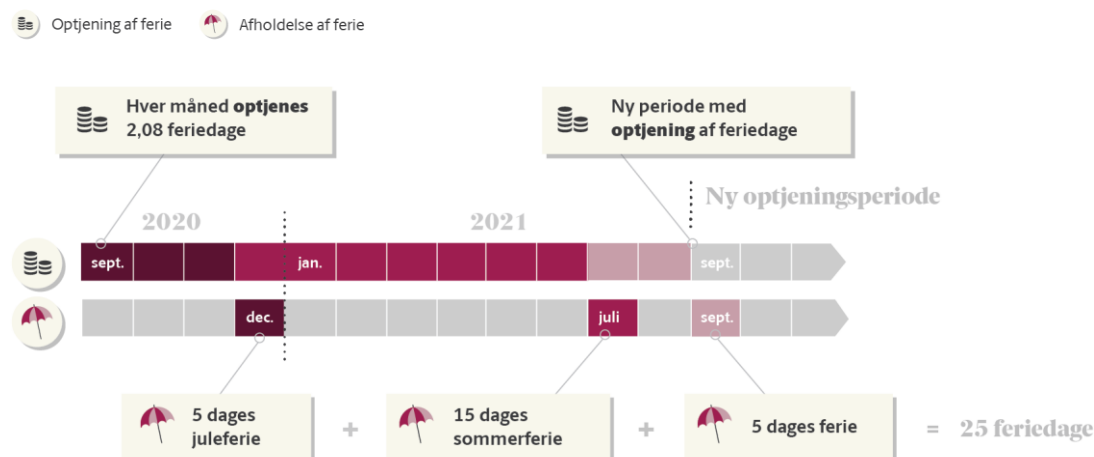 Optjening af ferie
Afholdelse af ferie
Hver måned optjenes
2,08 feriedage
Ny periode med
optjening af feriedage
Ny optjeningsperiode
2020
2021
sept.
jan.
sept.
dec.
juli
sept.
5 dages
juleferie
+
15 dages
sommerferie
+
5 dages ferie
= 25 feriedage